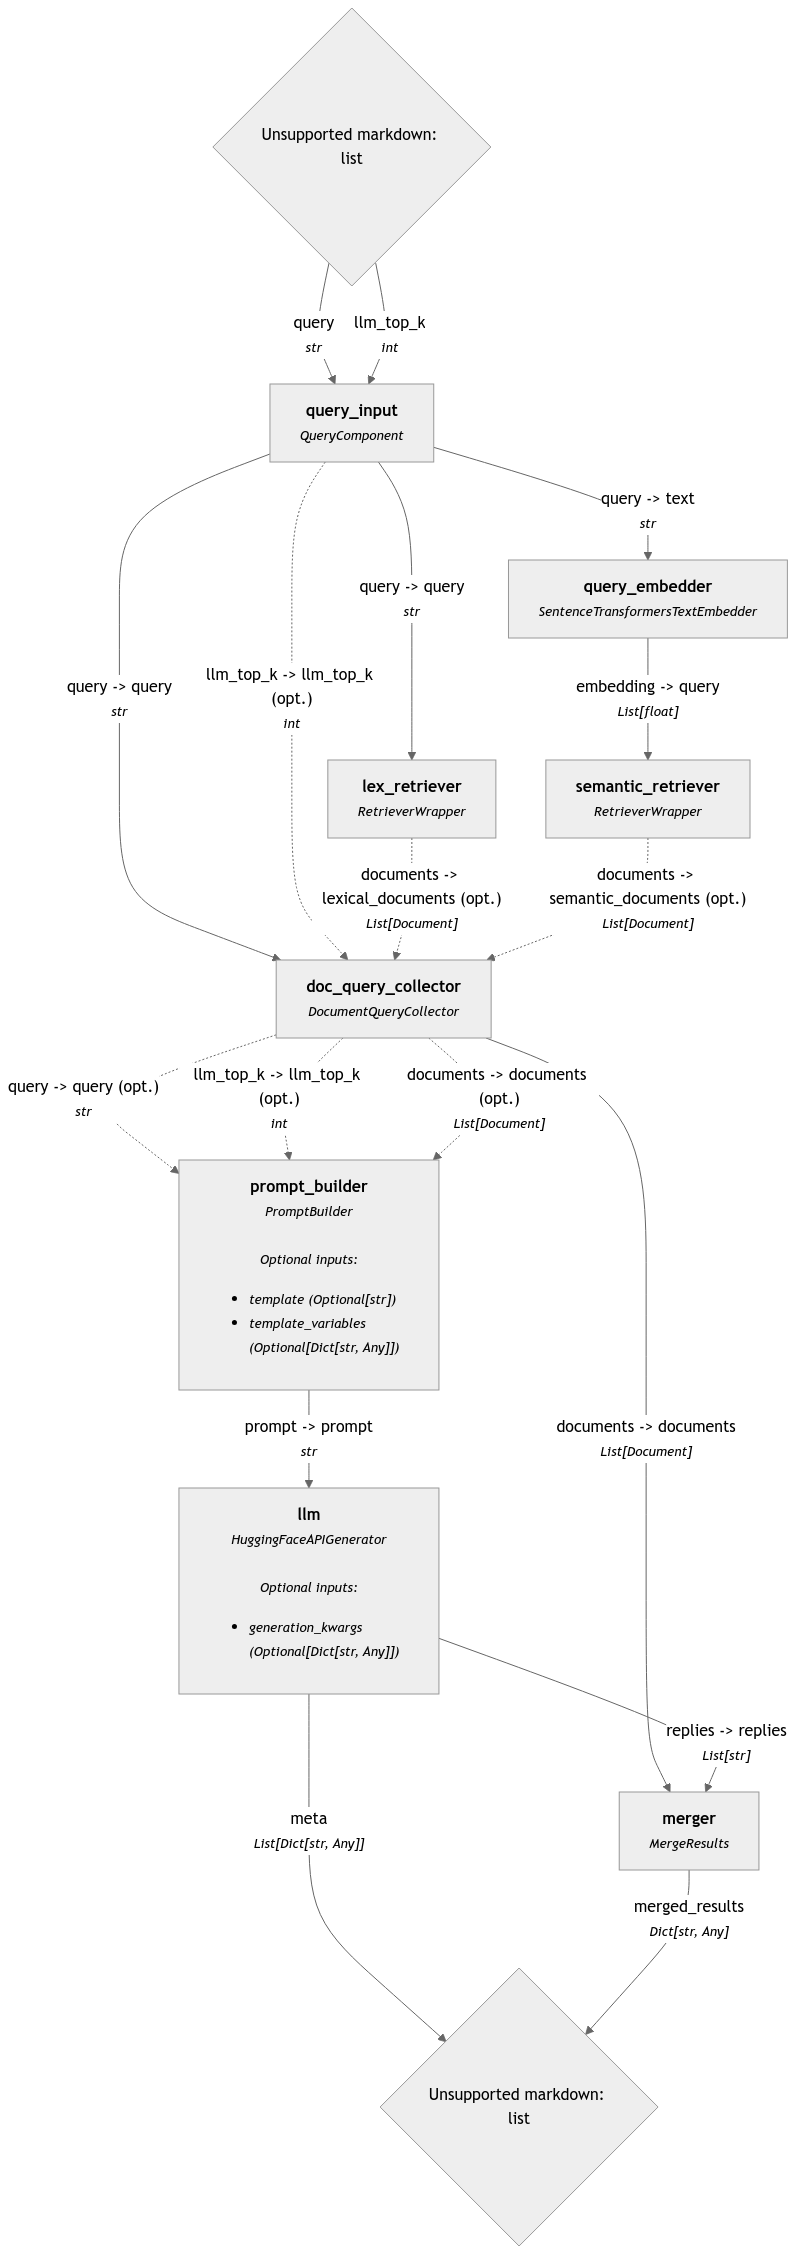 Unsupported markdown:
list
query
str
llm_top_k
int
query_input
QueryComponent
query -> text
str
query -> query
str
query_embedder
SentenceTransformersTextEmbedder
query -> query
str
llm_top_k -> llm_top_k
(opt.)
int
embedding -> query
List[float]
lex_retriever
RetrieverWrapper
semantic_retriever
RetrieverWrapper
documents ->
lexical_documents (opt.)
List[Document]
documents ->
semantic_documents (opt.)
List[Document]
doc_query_collector
DocumentQueryCollector
query -> query (opt.)
str
llm_top_k -> llm_top_k
(opt.)
int
documents -> documents
(opt.)
List[Document]
prompt_builder
PromptBuilder
Optional inputs:
• template (Optional[str])
• template_variables
(Optional[Dict[str, Any]])
prompt -> prompt
str
documents -> documents
List[Document]
llm
HuggingFaceAPIGenerator
Optional inputs:
• generation_kwargs
(Optional[Dict[str, Any]])
replies -> replies
List[str]
meta
List[Dict[str, Any]]
merger
MergeResults
merged_results
Dict[str, Any]
Unsupported markdown:
list